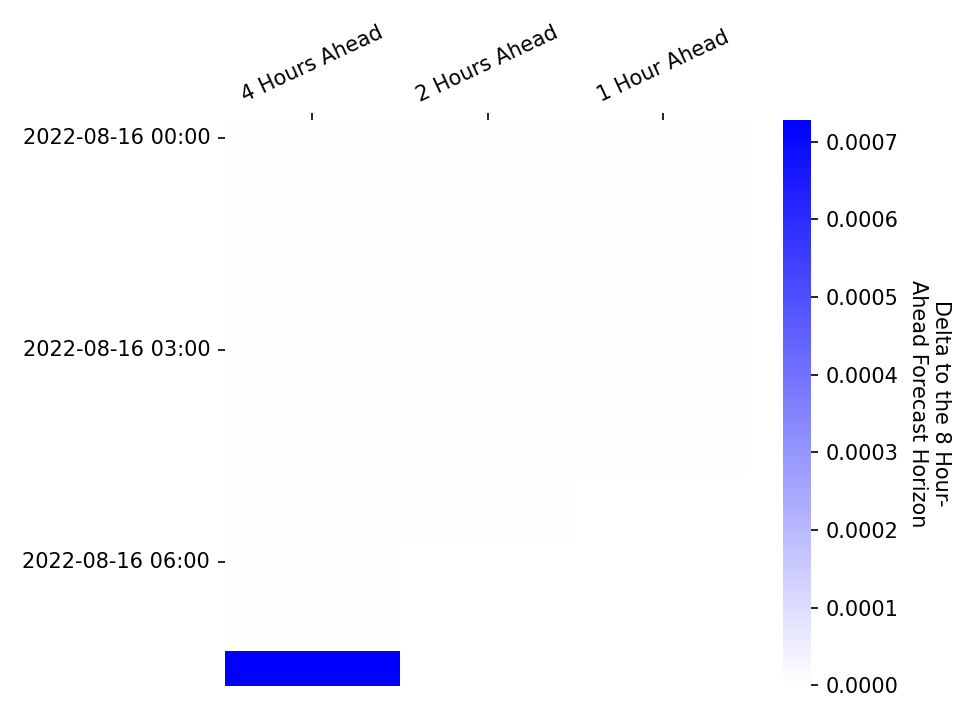 4 Hours Ahead
2 Hours Ahead
1 Hour Ahead
2022-08-16 00:00
2022-08-16 03:00
2022-08-16 06:00
0.0007
0.0006
0.0005
0.0004
0.0003
0.0002
0.0001
0.0000
Delta to the 8 Hour-
Ahead Forecast Horizon